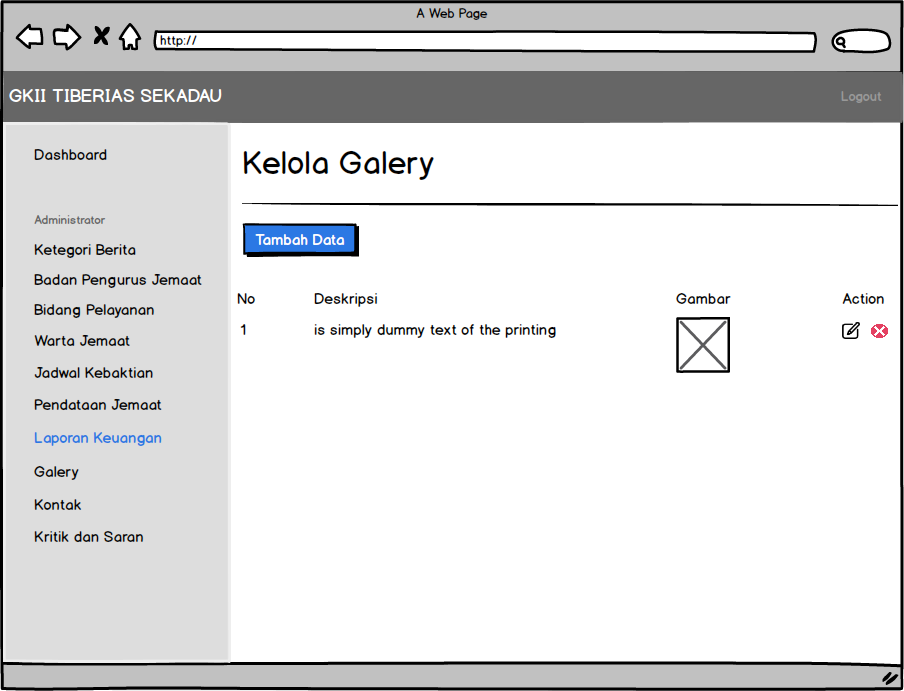 A Web Page
http://
GKII TIBERIAS SEKADAU
Logout
Dashboard
Administrator
Ketegori Berita
Badan Pengurus Jemaat
Bidang Pelayanan
Warta Jemaat
Jadwal Kebaktian
Pendataan Jemaat
Laporan Keuangan
Galery
Kontak
Kritik dan Saran
Kelola Galery
Tambah Data
No Deskripsi Gambar Action
1 is simply dummy text of the printing